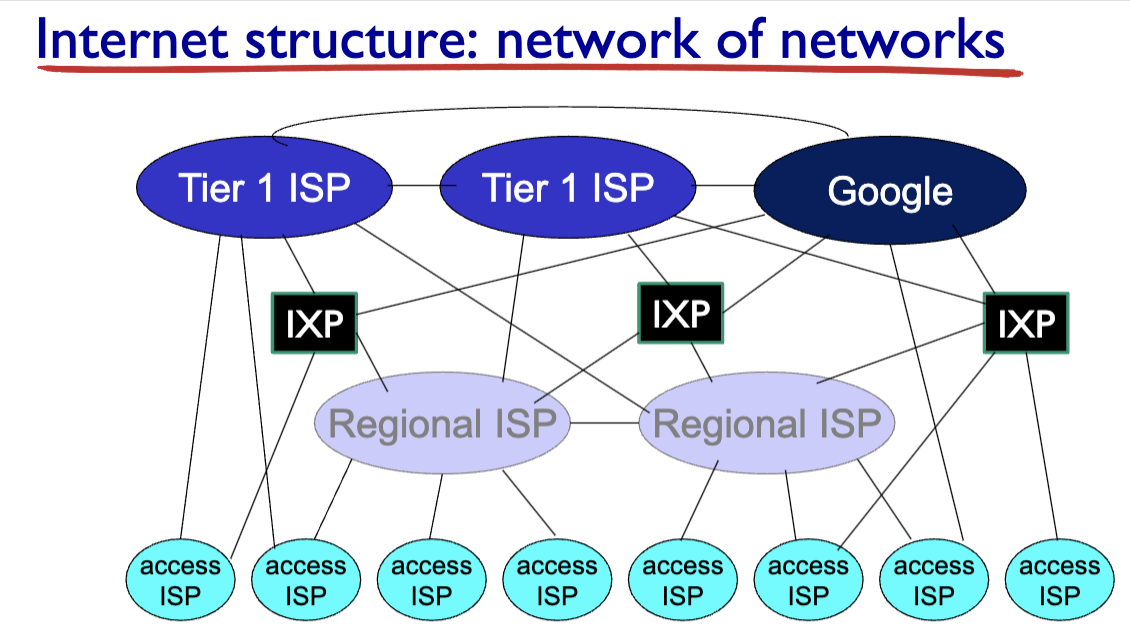 Internet structure: network of networks
Tier 1 ISP
Tier 1 ISP
Google
IXP
IXP
IXP
Regional ISP
Regional ISP
access
ISP
access
ISP
access
ISP
access
ISP
access
ISP
access
ISP
access
ISP
access
ISP